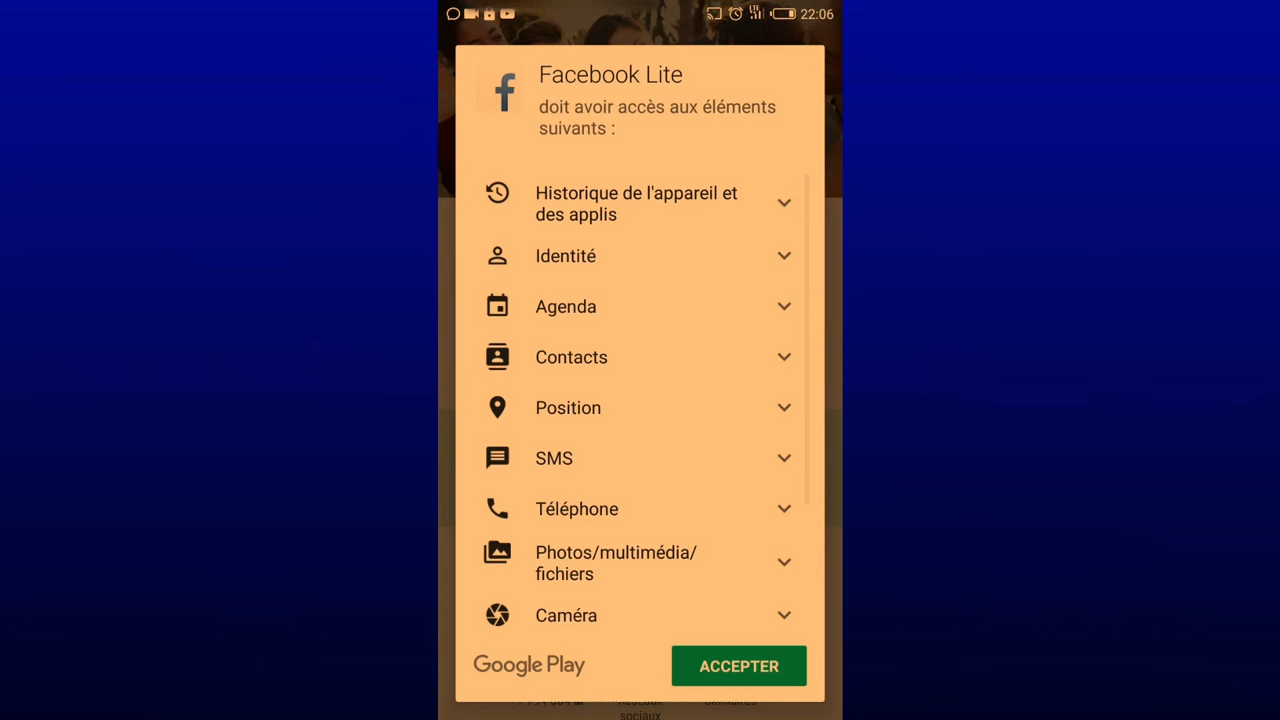 22:06
Facebook Lite
doit avoir accès aux éléments
suivants :
Historique de l'appareil et
des applis
Identité
Agenda
Contacts
Position
SMS
Téléphone
Photos/multimédia/
fichiers
Caméra
Google Play
ACCEPTER
sociaux